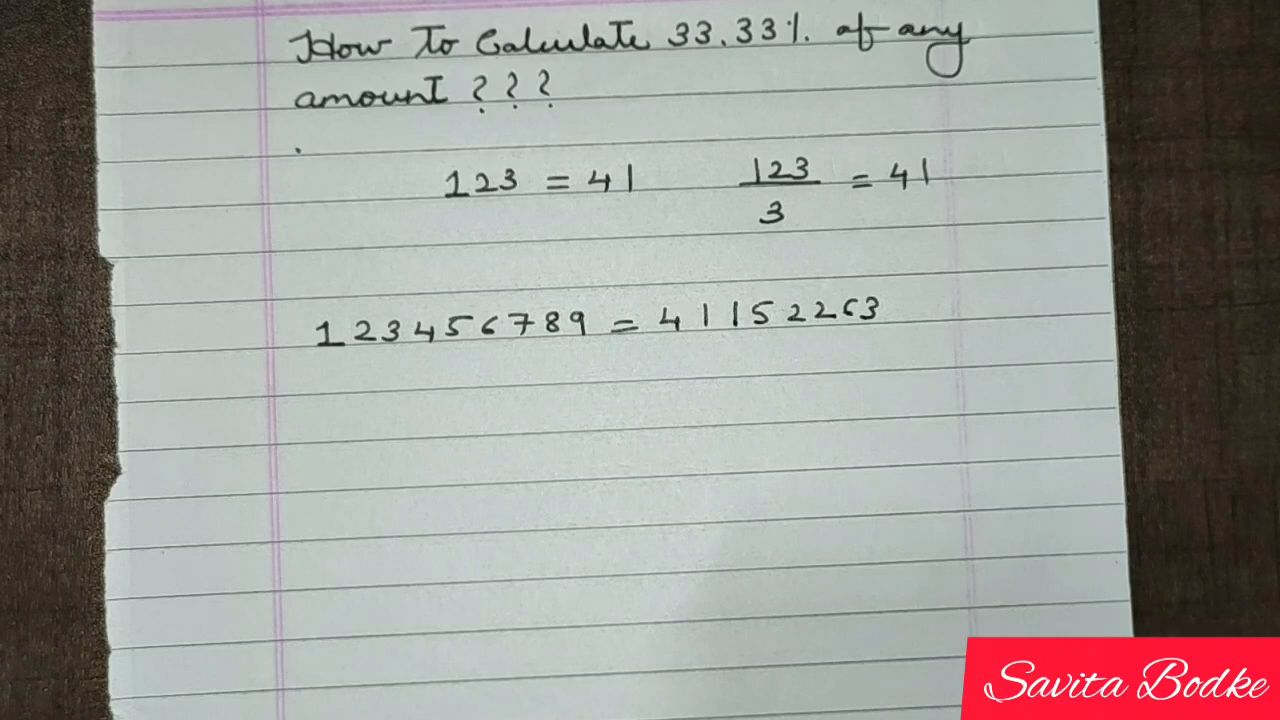 How To Calculate 33.33% of any
amount ? ? ?
.
123 = 41 123/3 = 41
123456789 = 41152263
Savita Bodke